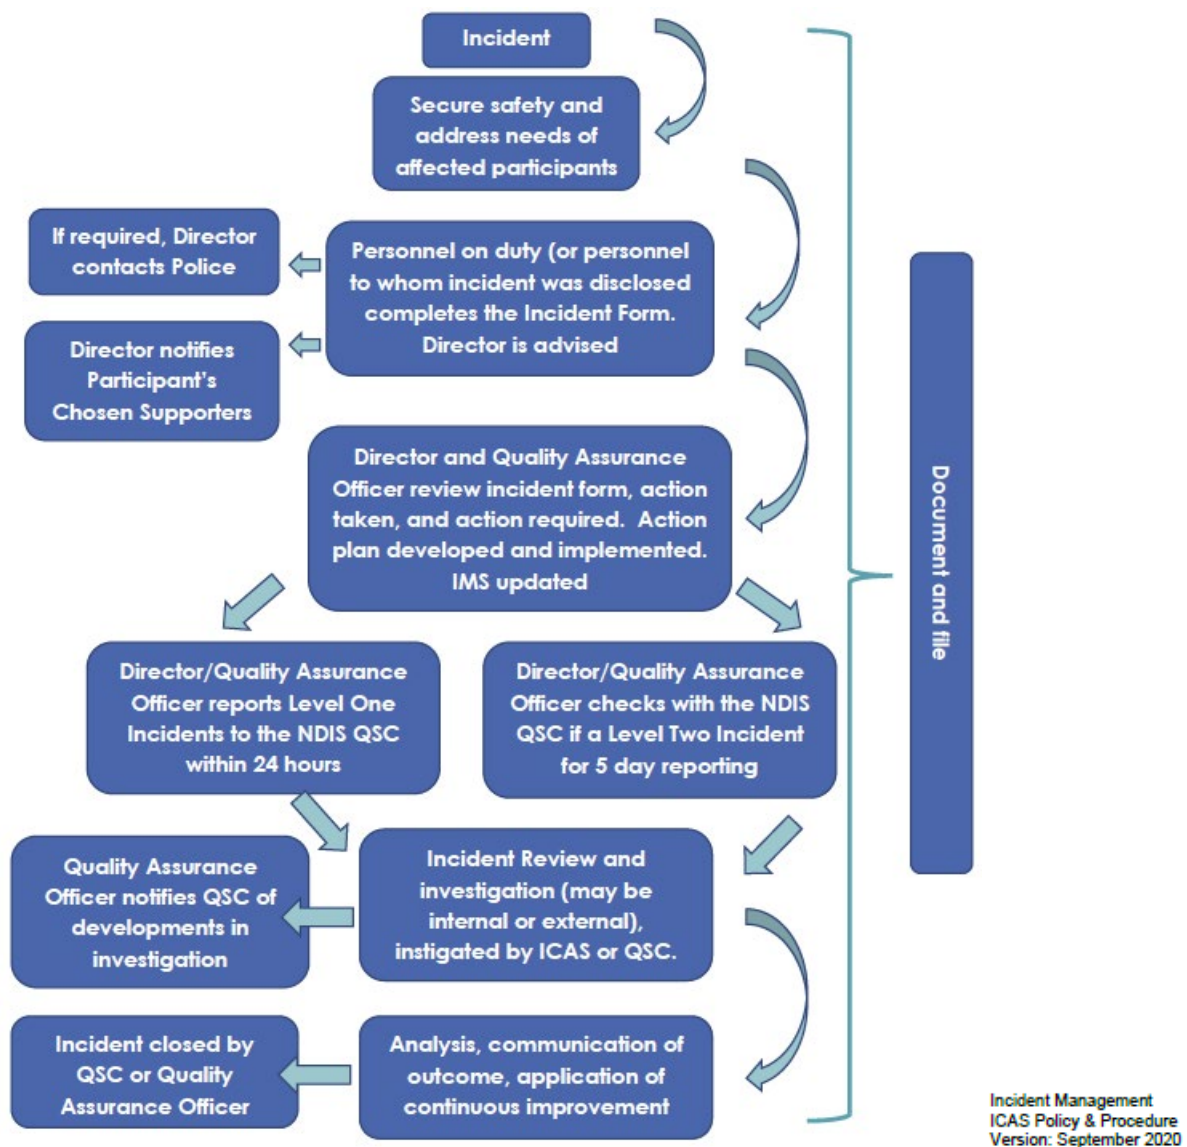 Incident
Secure safety and
address needs of
affected participants
If required, Director
contacts Police
Personnel on duty (or personnel
to whom incident was disclosed
completes the Incident Form.
Director is advised
Director notifies
Participant's
Chosen Supporters
Director and Quality Assurance
Officer review incident form, action
taken, and action required. Action
plan developed and implemented.
IMS updated
Director/Quality Assurance
Officer reports Level One
Incidents to the NDIS QSC
within 24 hours
Director/Quality Assurance
Officer checks with the NDIS
QSC if a Level Two Incident
for 5 day reporting
Quality Assurance
Officer notifies QSC of
developments in
investigation
Incident Review and
investigation (may be
internal or external),
instigated by ICAS or QSC.
Incident closed by
QSC or Quality
Assurance Officer
Analysis, communication of
outcome, application of
continuous improvement
Document and file
Incident Management
ICAS Policy & Procedure
Version: September 2020